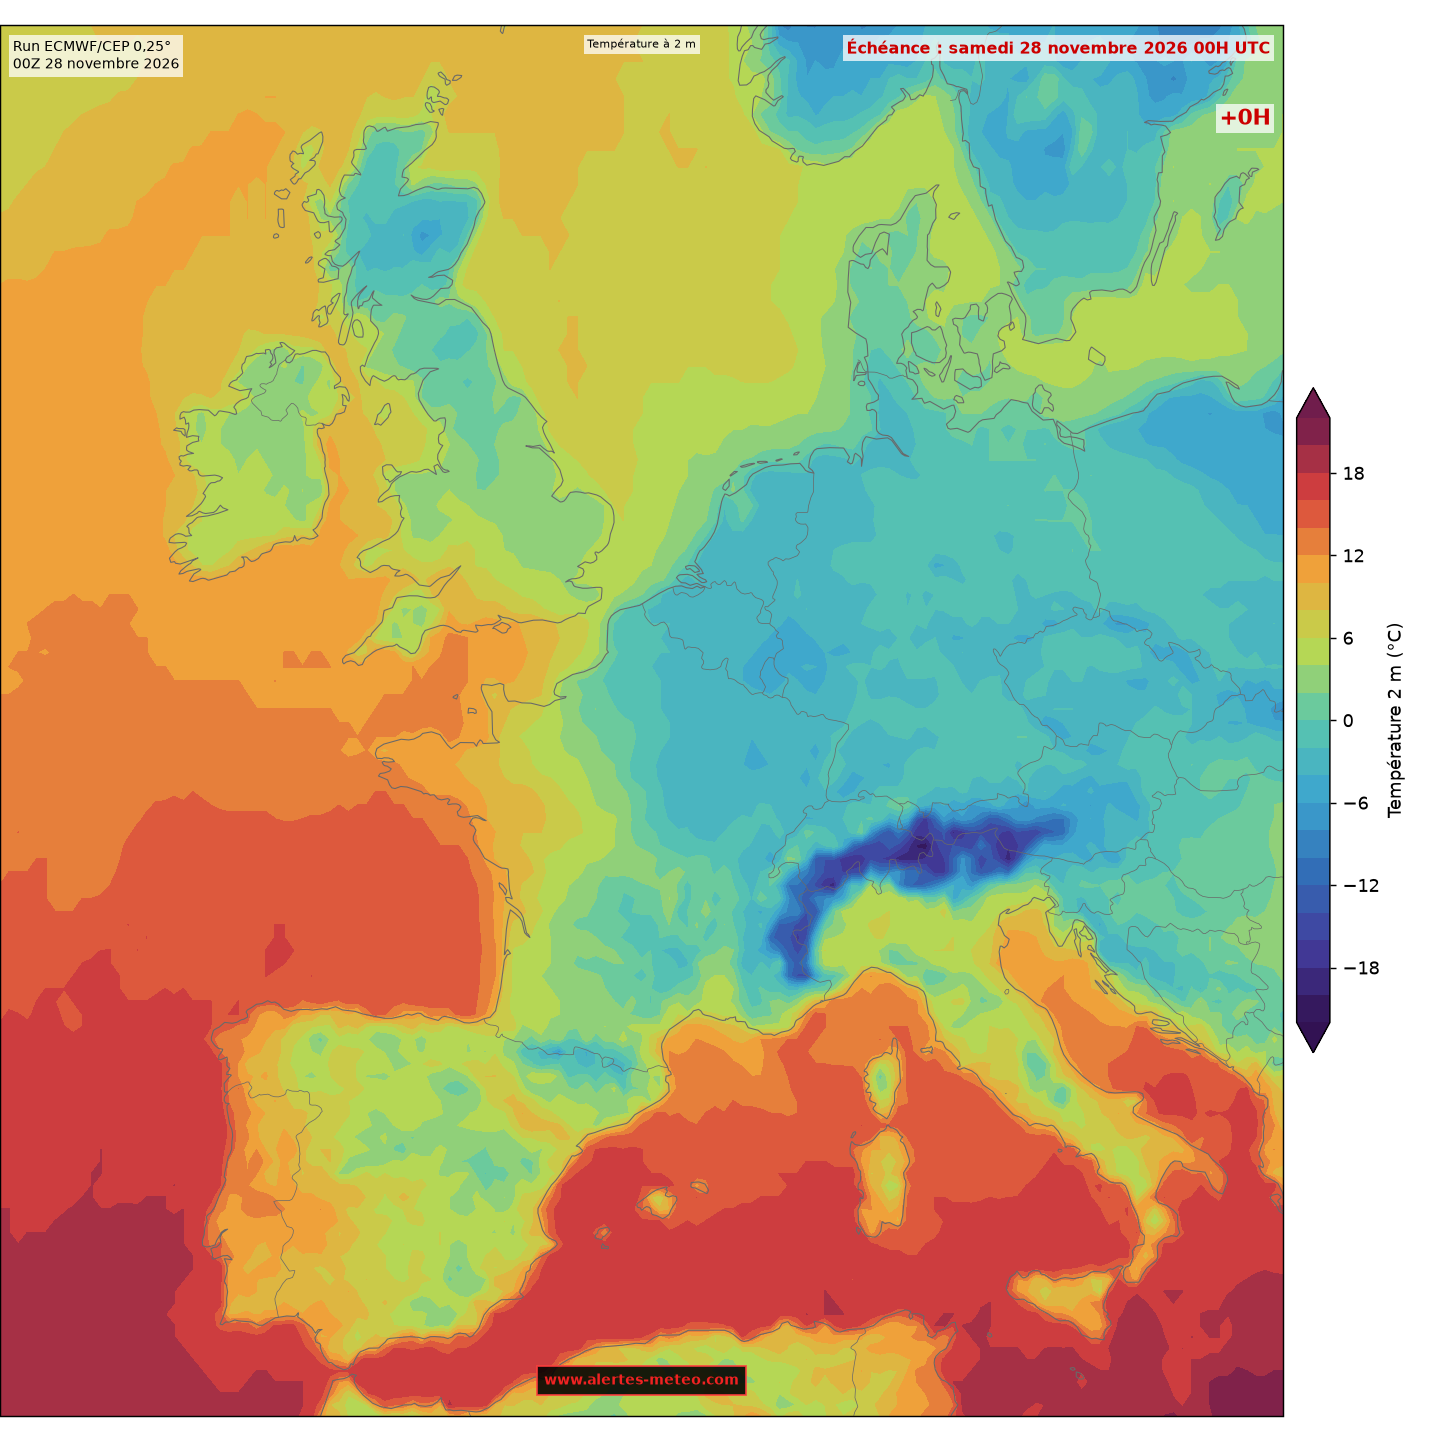 Run ECMWF/CEP 0,25°
00Z 28 novembre 2026
Température à 2 m
Échéance : samedi 28 novembre 2026 00H UTC
+0H
18
12
6
0
−6
−12
−18
Température 2 m (°C)
www.alertes-meteo.com